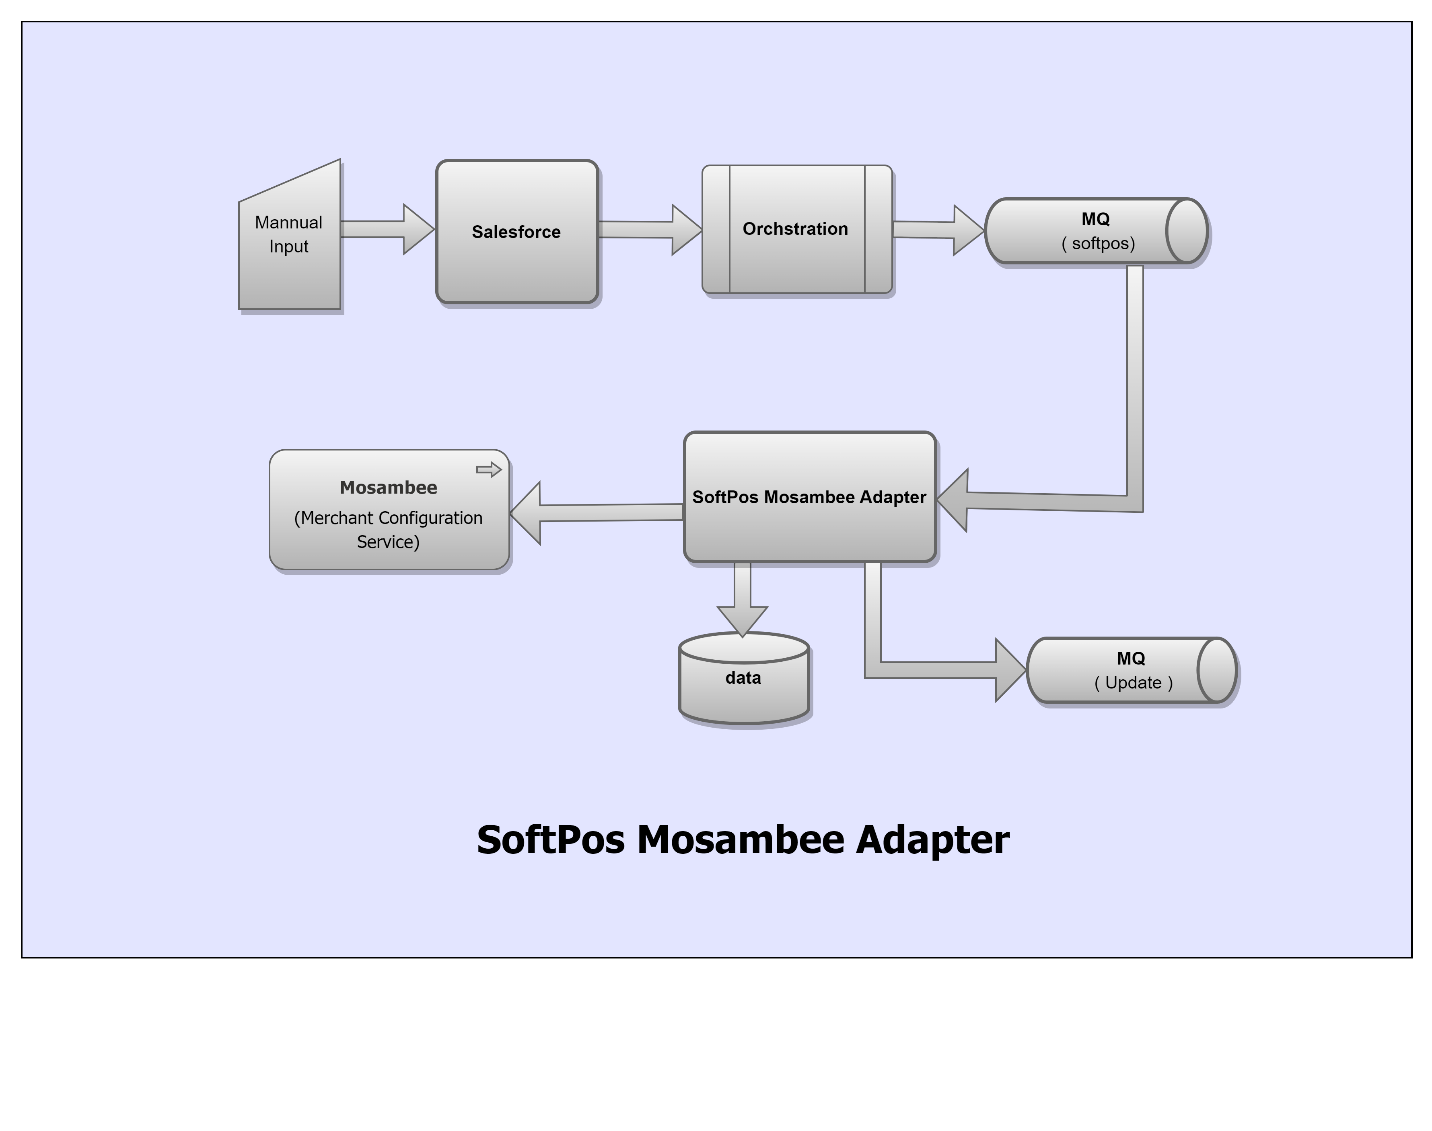 Mannual
Input
Salesforce
Orchstration
MQ
( softpos)
Mosambee
(Merchant Configuration
Service)
SoftPos Mosambee Adapter
data
MQ
( Update )
SoftPos Mosambee Adapter